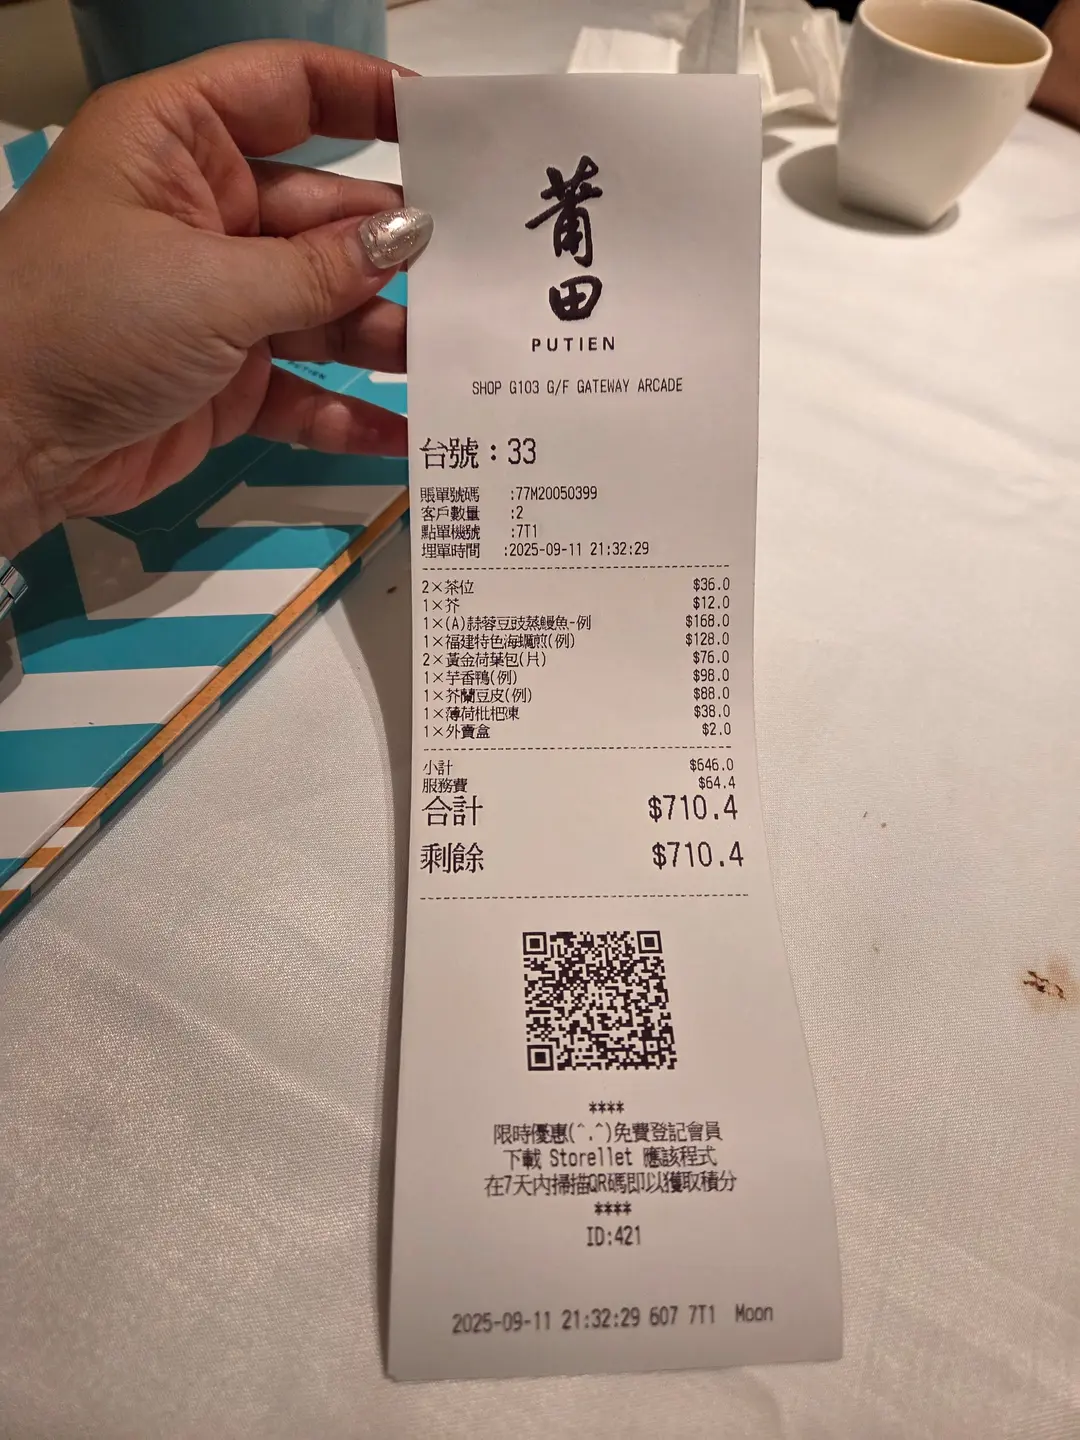 莆田
PUTIEN
SHOP G103 G/F GATEWAY ARCADE
台號：33
賬單號碼 :77M20050399
客戶數量 :2
點單機號 :7T1
埋單時間 :2025-09-11 21:32:29
2×茶位 $36.0
1×芥 $12.0
1×(A)蒜蓉豆豉蒸鰻魚-例 $168.0
1×福建特色海蠣煎(例) $128.0
2×黃金荷葉包(片) $76.0
1×芋香鴨(例) $98.0
1×芥蘭豆皮(例) $88.0
1×薄荷枇杷凍 $38.0
1×外賣盒 $2.0
小計 $646.0
服務費 $64.4
合計 $710.4
剩餘 $710.4
****
限時優惠(^.^)免費登記會員
下載 Storellet 應該程式
在7天內掃描QR碼即以獲取積分
****
ID:421
2025-09-11 21:32:29 607 7T1 Moon
PUTIEN